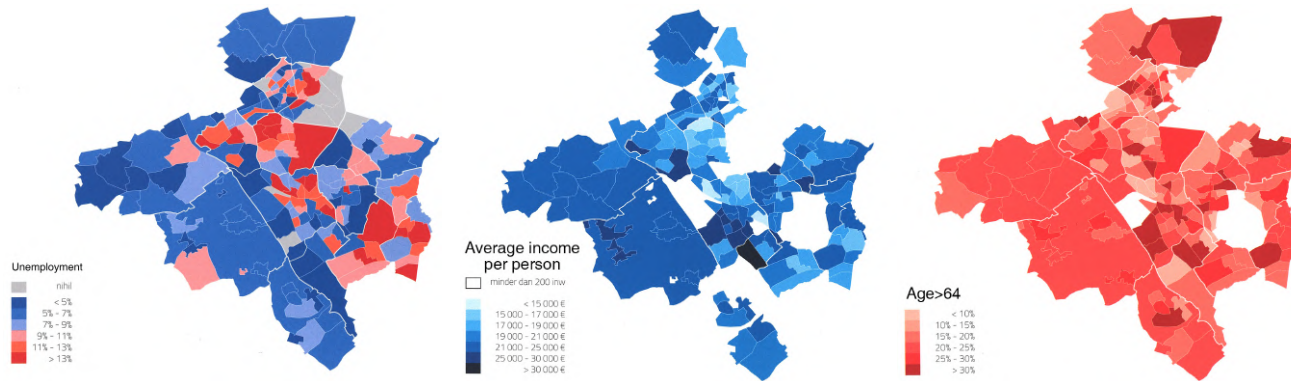 Unemployment
nihil
< 5%
5% - 7%
7% - 9%
9% - 11%
11% - 13%
> 13%
Average income
per person
minder dan 200 inw
< 15 000 €
15 000 - 17 000 €
17 000 - 19 000 €
19 000 - 21 000 €
21 000 - 25 000 €
25 000 - 30 000 €
> 30 000 €
Age>64
< 10%
10% - 15%
15% - 20%
20% - 25%
25% - 30%
> 30%